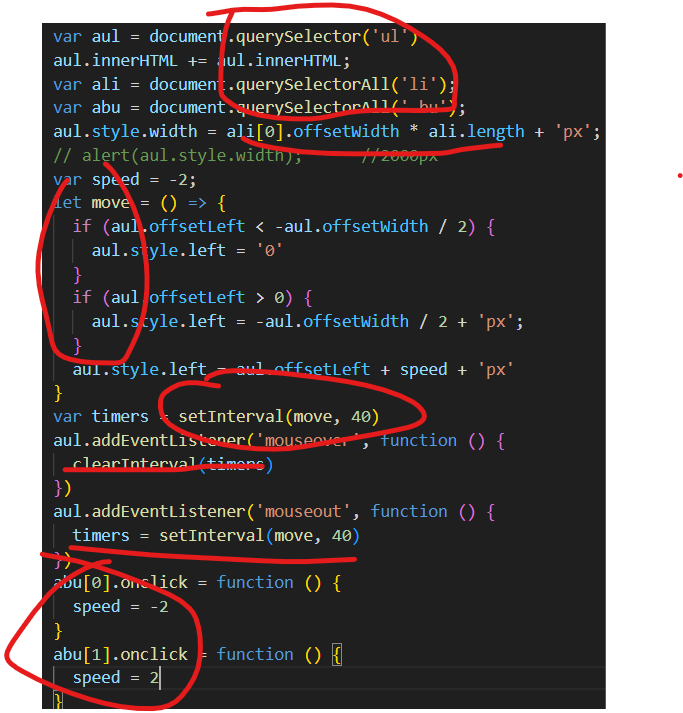 var aul = document.querySelector('ul')
aul.innerHTML += aul.innerHTML;
var ali = document.querySelectorAll('li');
var abu = document.querySelectorAll('.bu');
aul.style.width = ali[0].offsetWidth * ali.length + 'px';
// alert(aul.style.width); //2000px
var speed = -2;
let move = () => {
if (aul.offsetLeft < -aul.offsetWidth / 2) {
aul.style.left = '0'
}
if (aul.offsetLeft > 0) {
aul.style.left = -aul.offsetWidth / 2 + 'px';
}
aul.style.left = aul.offsetLeft + speed + 'px'
}
var timers = setInterval(move, 40)
aul.addEventListener('mouseover', function () {
clearInterval(timers)
})
aul.addEventListener('mouseout', function () {
timers = setInterval(move, 40)
})
abu[0].onclick = function () {
speed = -2
}
abu[1].onclick = function () {
speed = 2
}